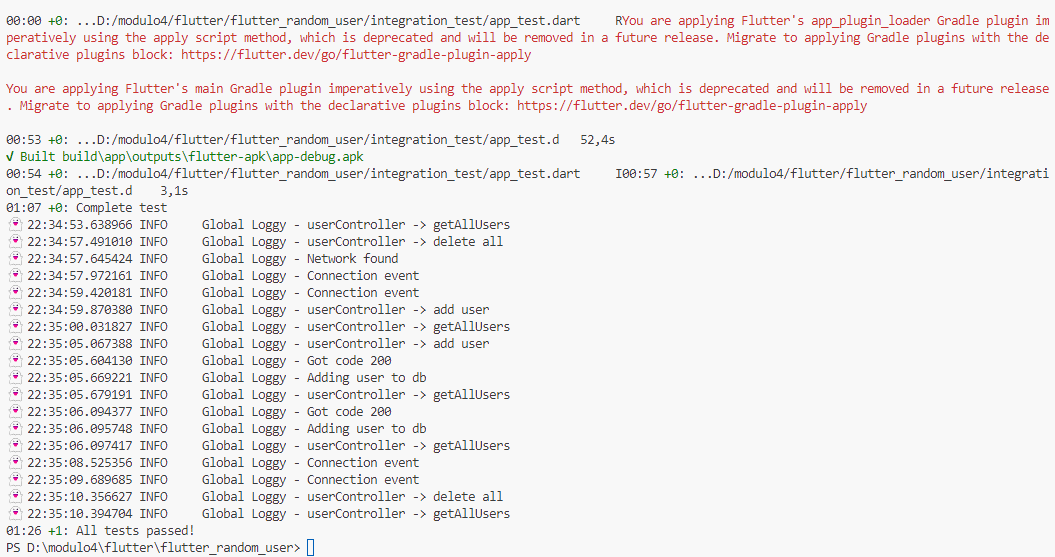 00:00 +0: ...D:/modulo4/flutter/flutter_random_user/integration_test/app_test.dart     RYou are applying Flutter's app_plugin_loader Gradle plugin im
peratively using the apply script method, which is deprecated and will be removed in a future release. Migrate to applying Gradle plugins with the de
clarative plugins block: https://flutter.dev/go/flutter-gradle-plugin-apply
You are applying Flutter's main Gradle plugin imperatively using the apply script method, which is deprecated and will be removed in a future release
. Migrate to applying Gradle plugins with the declarative plugins block: https://flutter.dev/go/flutter-gradle-plugin-apply
00:53 +0: ...D:/modulo4/flutter/flutter_random_user/integration_test/app_test.d   52,4s
√ Built build\app\outputs\flutter-apk\app-debug.apk
00:54 +0: ...D:/modulo4/flutter/flutter_random_user/integration_test/app_test.dart     I00:57 +0: ...D:/modulo4/flutter/flutter_random_user/integrati
on_test/app_test.d    3,1s
01:07 +0: Complete test
22:34:53.638966 INFO     Global Loggy - userController -> getAllUsers
22:34:57.491010 INFO     Global Loggy - userController -> delete all
22:34:57.645424 INFO     Global Loggy - Network found
22:34:57.972161 INFO     Global Loggy - Connection event
22:34:59.420181 INFO     Global Loggy - Connection event
22:34:59.870380 INFO     Global Loggy - userController -> add user
22:35:00.031827 INFO     Global Loggy - userController -> getAllUsers
22:35:05.067388 INFO     Global Loggy - userController -> add user
22:35:05.604130 INFO     Global Loggy - Got code 200
22:35:05.669221 INFO     Global Loggy - Adding user to db
22:35:05.679191 INFO     Global Loggy - userController -> getAllUsers
22:35:06.094377 INFO     Global Loggy - Got code 200
22:35:06.095748 INFO     Global Loggy - Adding user to db
22:35:06.097417 INFO     Global Loggy - userController -> getAllUsers
22:35:08.525356 INFO     Global Loggy - Connection event
22:35:09.689685 INFO     Global Loggy - Connection event
22:35:10.356627 INFO     Global Loggy - userController -> delete all
22:35:10.394704 INFO     Global Loggy - userController -> getAllUsers
01:26 +1: All tests passed!
PS D:\modulo4\flutter\flutter_random_user>